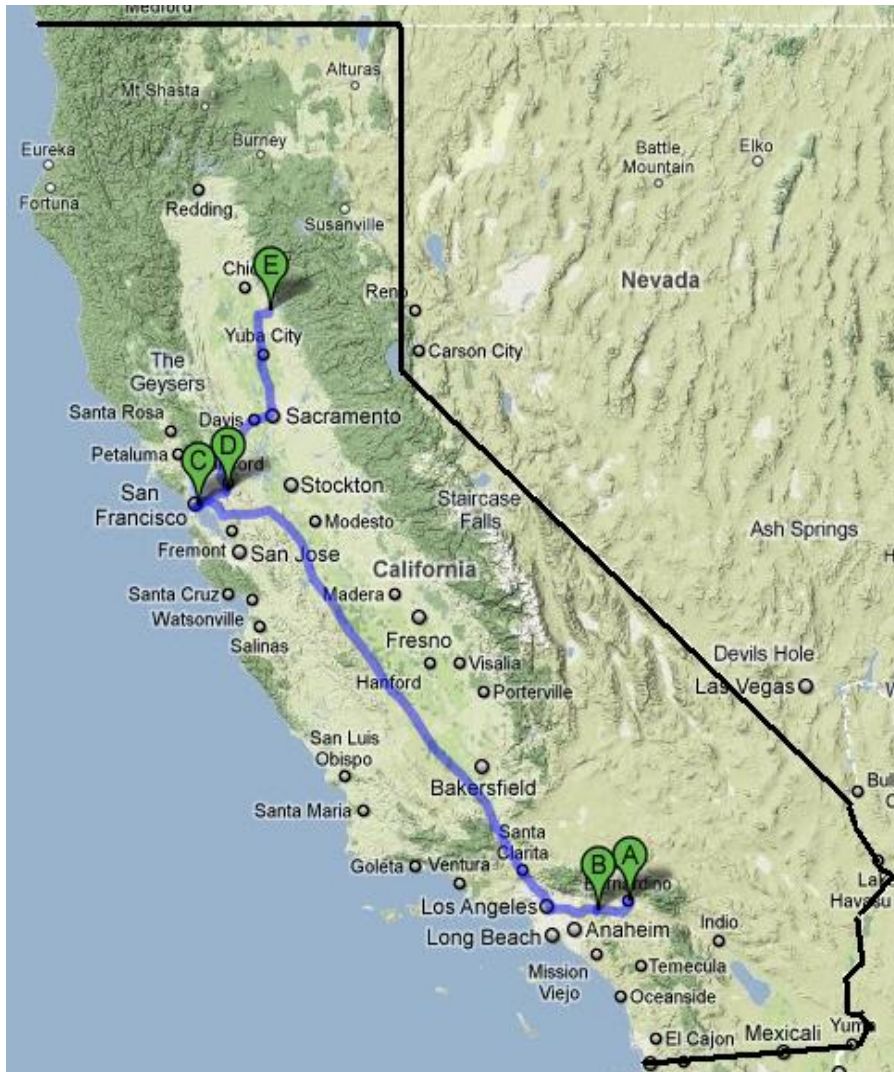 Medford
Alturas
Mt Shasta
Burney
Eureka
Battle
Mountain
Elko
Fortuna
Redding
Susanville
E
Nevada
Reno
Yuba City
Carson City
The
Geysers
Santa Rosa
Davis
Sacramento
Petaluma
D
C
San
Francisco
Stockton
Staircase
Falls
Modesto
Ash Springs
Fremont
San Jose
California
Santa Cruz
Madera
Watsonville
Salinas
Fresno
Devils Hole
Hanford
Visalia
Las Vegas
Porterville
San Luis
Obispo
Bakersfield
Santa Maria
Santa
Clarita
Goleta
Ventura
B
A
Havasu
Los Angeles
Anaheim
Long Beach
Indio
Mission
Viejo
Temecula
Oceanside
El Cajon
Mexicali